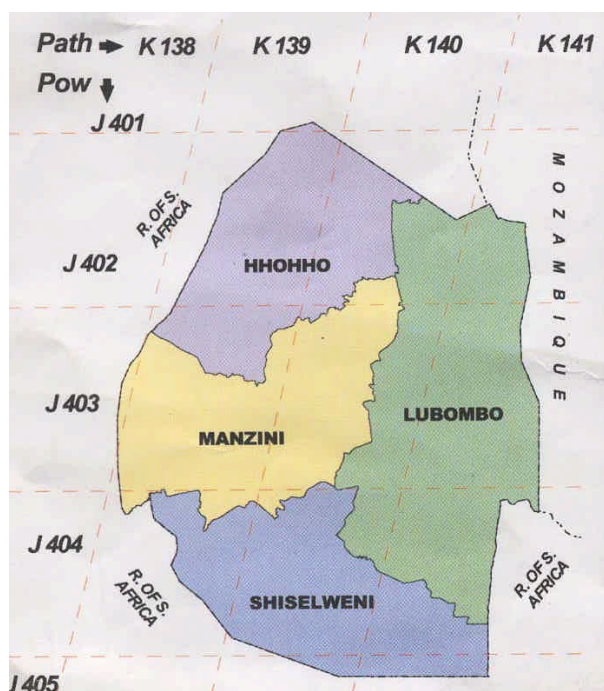 Path K 138 K 139 K 140 K 141
Pow
J 401
MOZAMBIQUE
R. OF S.
AFRICA
J 402
HHOHHO
J 403
LUBOMBO
MANZINI
J 404
R. OF S.
AFRICA
R. OF S.
AFRICA
SHISELWENI
J 405